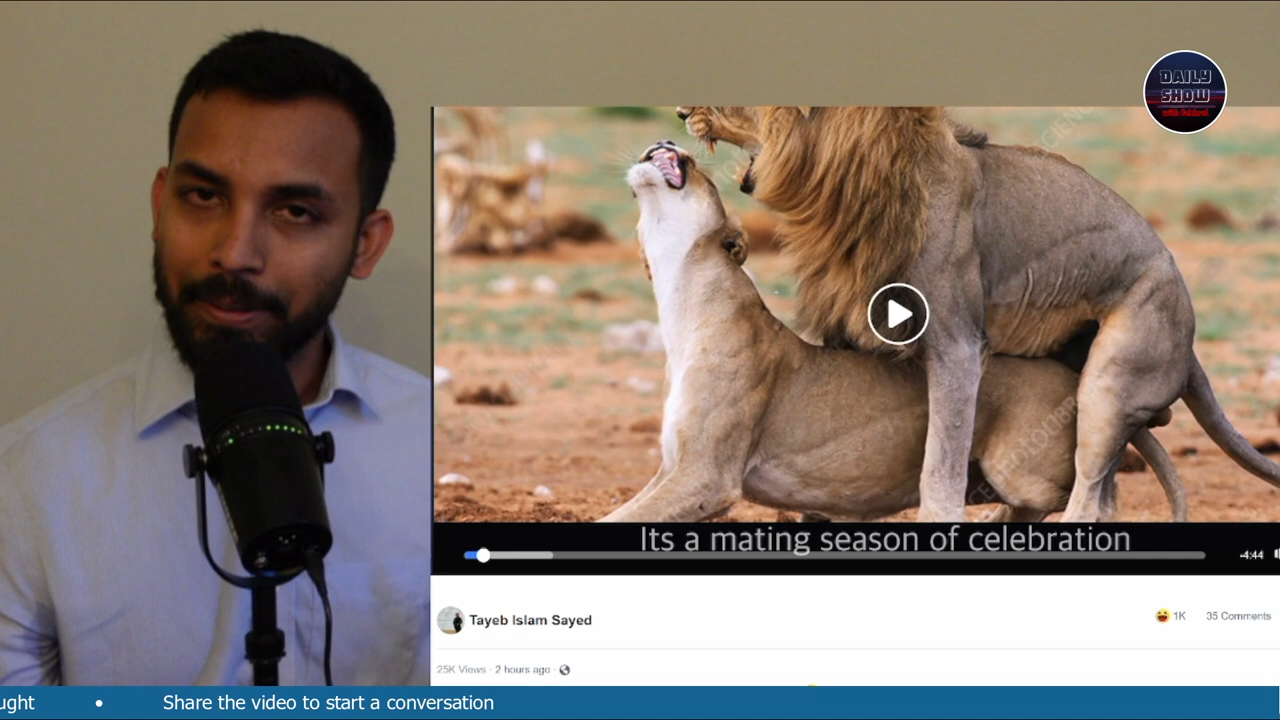 DAILY
SHOW
Its a mating season of celebration
-4:44
Tayeb Islam Sayed
1K
35 Comments
25K Views · 2 hours ago ·
ught • Share the video to start a conversation